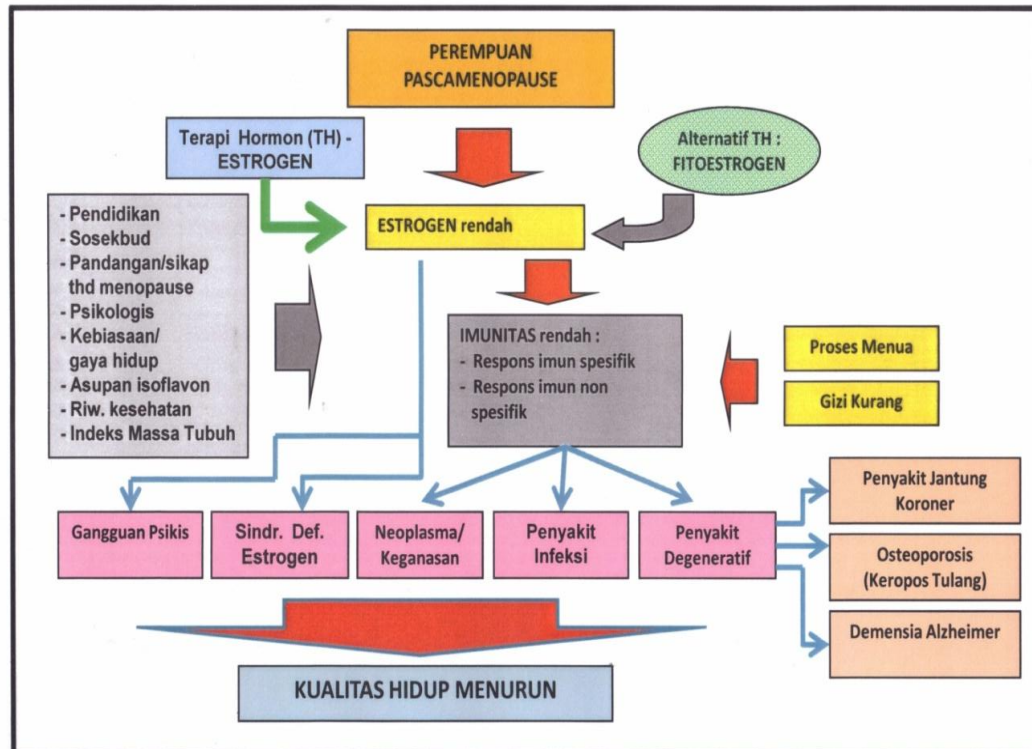 PEREMPUAN
PASCAMENOPAUSE
Terapi Hormon (TH) -
ESTROGEN
Alternatif TH :
FITOESTROGEN
- Pendidikan
- Sosekbud
- Pandangan/sikap
thd menopause
- Psikologis
- Kebiasaan/
gaya hidup
- Asupan isoflavon
- Riw. kesehatan
- Indeks Massa Tubuh
ESTROGEN rendah
IMUNITAS rendah :
- Respons imun spesifik
- Respons imun non
spesifik
Proses Menua
Gizi Kurang
Gangguan Psikis
Sindr. Def.
Estrogen
Neoplasma/
Keganasan
Penyakit
Infeksi
Penyakit
Degeneratif
Penyakit Jantung
Koroner
Osteoporosis
(Keropos Tulang)
Demensia Alzheimer
KUALITAS HIDUP MENURUN